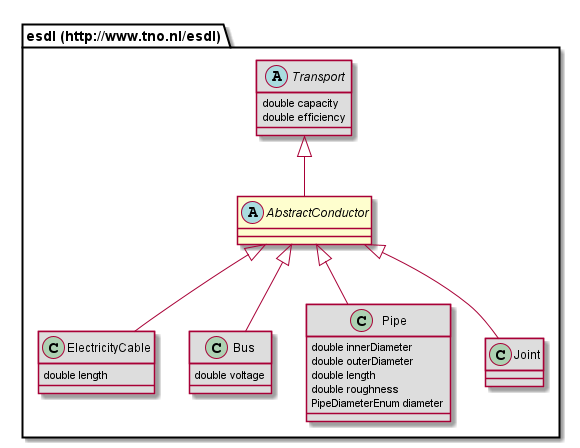 esdl (http://www.tno.nl/esdl)
A Transport
double capacity
double efficiency
A AbstractConductor
C ElectricityCable
double length
C Bus
double voltage
C Pipe
double innerDiameter
double outerDiameter
double length
double roughness
PipeDiameterEnum diameter
C Joint